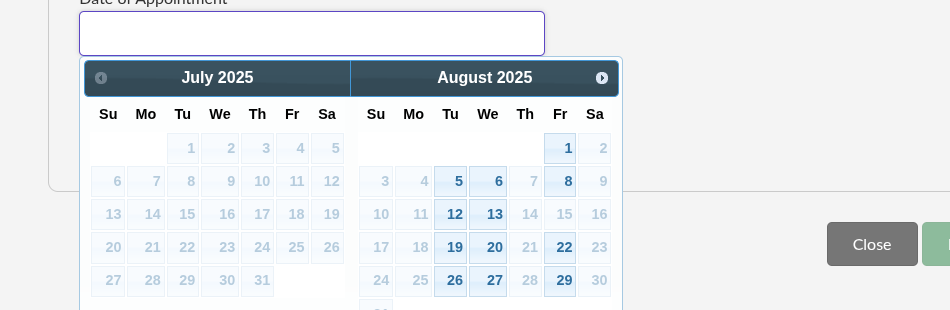 Date of Appointment
July 2025 August 2025
Su Mo Tu We Th Fr Sa Su Mo Tu We Th Fr Sa
1 2 3 4 5 1 2
6 7 8 9 10 11 12 3 4 5 6 7 8 9
13 14 15 16 17 18 19 10 11 12 13 14 15 16
20 21 22 23 24 25 26 17 18 19 20 21 22 23
27 28 29 30 31 24 25 26 27 28 29 30
Close